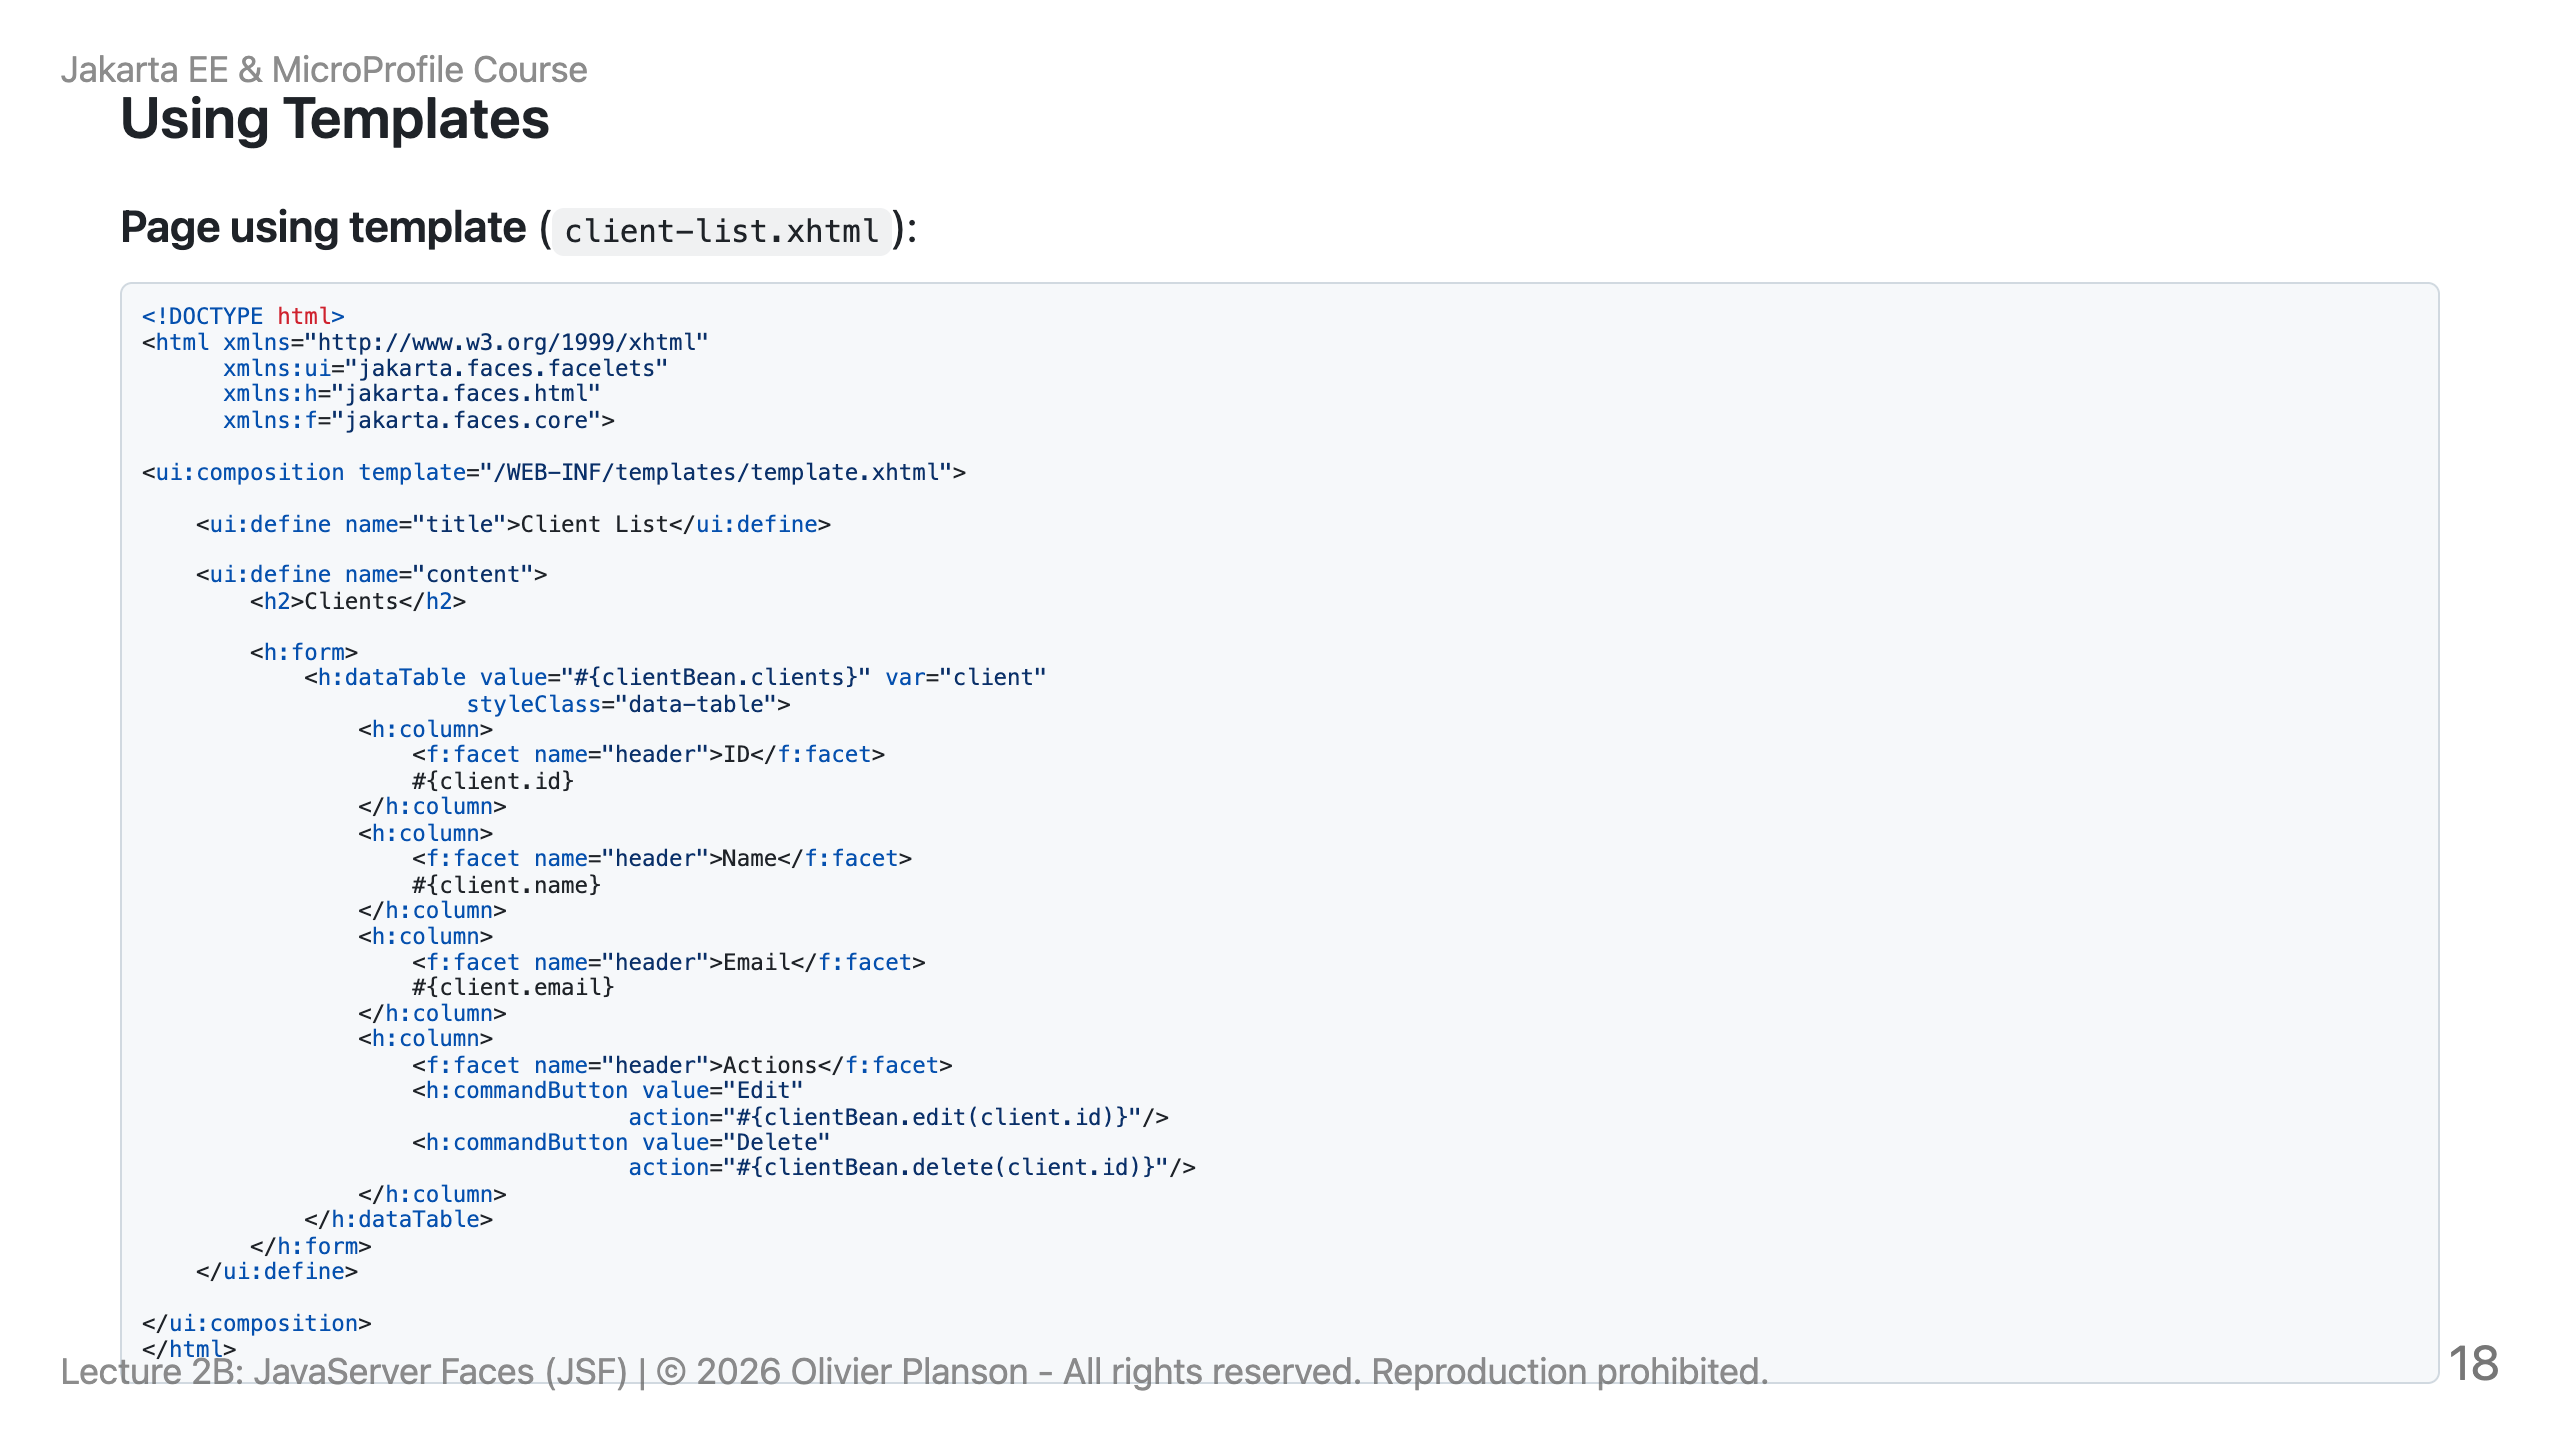 Jakarta EE & MicroProfile Course
Using Templates
Page using template (client-list.xhtml):
<!DOCTYPE html>
<html xmlns="http://www.w3.org/1999/xhtml"
      xmlns:ui="jakarta.faces.facelets"
      xmlns:h="jakarta.faces.html"
      xmlns:f="jakarta.faces.core">
<ui:composition template="/WEB-INF/templates/template.xhtml">
    <ui:define name="title">Client List</ui:define>
    <ui:define name="content">
        <h2>Clients</h2>
        <h:form>
            <h:dataTable value="#{clientBean.clients}" var="client"
                        styleClass="data-table">
                <h:column>
                    <f:facet name="header">ID</f:facet>
                    #{client.id}
                </h:column>
                <h:column>
                    <f:facet name="header">Name</f:facet>
                    #{client.name}
                </h:column>
                <h:column>
                    <f:facet name="header">Email</f:facet>
                    #{client.email}
                </h:column>
                <h:column>
                    <f:facet name="header">Actions</f:facet>
                    <h:commandButton value="Edit"
                                    action="#{clientBean.edit(client.id)}"/>
                    <h:commandButton value="Delete"
                                    action="#{clientBean.delete(client.id)}"/>
                </h:column>
            </h:dataTable>
        </h:form>
    </ui:define>
</ui:composition>
</html>
Lecture 2B: JavaServer Faces (JSF) | © 2026 Olivier Planson - All rights reserved. Reproduction prohibited.
18